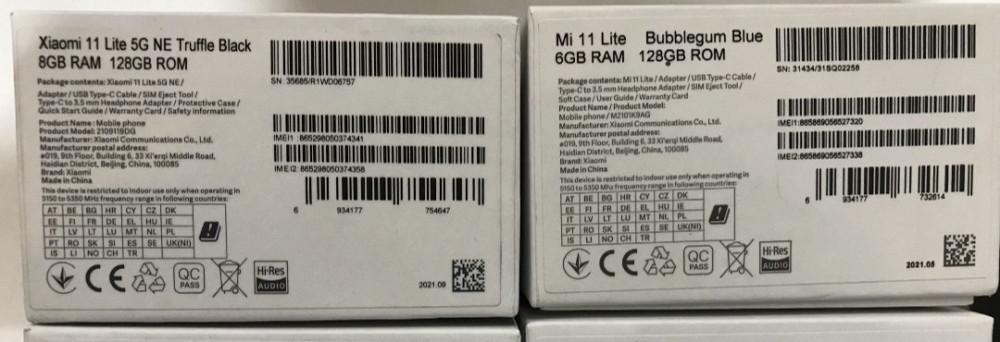 Xiaomi 11 Lite 5G NE Truffle Black
8GB RAM 128GB ROM
Package contents: Xiaomi 11 Lite 5G NE /
Adapter / USB Type-C Cable / SIM Eject Tool /
Type-C to 3.5 mm Headphone Adapter / Protective Case /
Quick Start Guide / Warranty Card / Safety Information
Product Name: Mobile phone
Product Model: 2109119DG
Manufacturer: Xiaomi Communications Co., Ltd.
Manufacturer postal address:
#019, 9th Floor, Building 6, 33 Xi'erqi Middle Road,
Haidian District, Beijing, China, 100085
Brand: Xiaomi
Made in China
This device is restricted to indoor use only when operating in
5150 to 5350 MHz frequency range in following countries:
AT BE BG HR CY CZ DK
EE FI FR DE EL HU IE
IT LV LT LU MT NL PL
PT RO SK SI ES SE UK(NI)
IS LI NO CH TR
SN: 35685/R1WD06757
IMEI1: 865298050374341
IMEI2: 865298050374358
6 934177 754647
CE
QC
PASS
Hi-Res
AUDIO
2021.09
Mi 11 Lite Bubblegum Blue
6GB RAM 128GB ROM
Package contents: Mi 11 Lite / Adapter / USB Type-C Cable /
Type-C to 3.5 mm Headphone Adapter / SIM Eject Tool /
Soft Case / User Guide / Warranty Card
Product Name / Product Model:
Mobile phone / M2101K9AG
Manufacturer: Xiaomi Communications Co., Ltd.
Manufacturer postal address:
#019, 9th Floor, Building 6, 33 Xi'erqi Middle Road,
Haidian District, Beijing, China, 100085
Brand: Xiaomi
Made in China
This device is restricted to indoor use only when operating in
5150 to 5350 MHz frequency range in following countries:
AT BE BG HR CY CZ DK
EE FI FR DE EL HU IE
IT LV LT LU MT NL PL
PT RO SK SI ES SE UK(NI)
IS LI NO CH TR
SN: 31434/31SQ02258
IMEI1: 865869056527320
IMEI2: 865869056527338
6 934177 732614
CE
QC
PASS
Hi-Res
AUDIO
2021.05